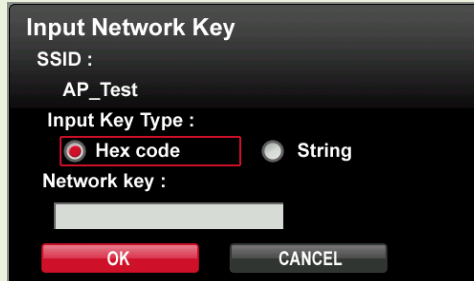 Input Network Key
SSID :
AP_Test
Input Key Type :
Hex code String
Network key :
OK CANCEL